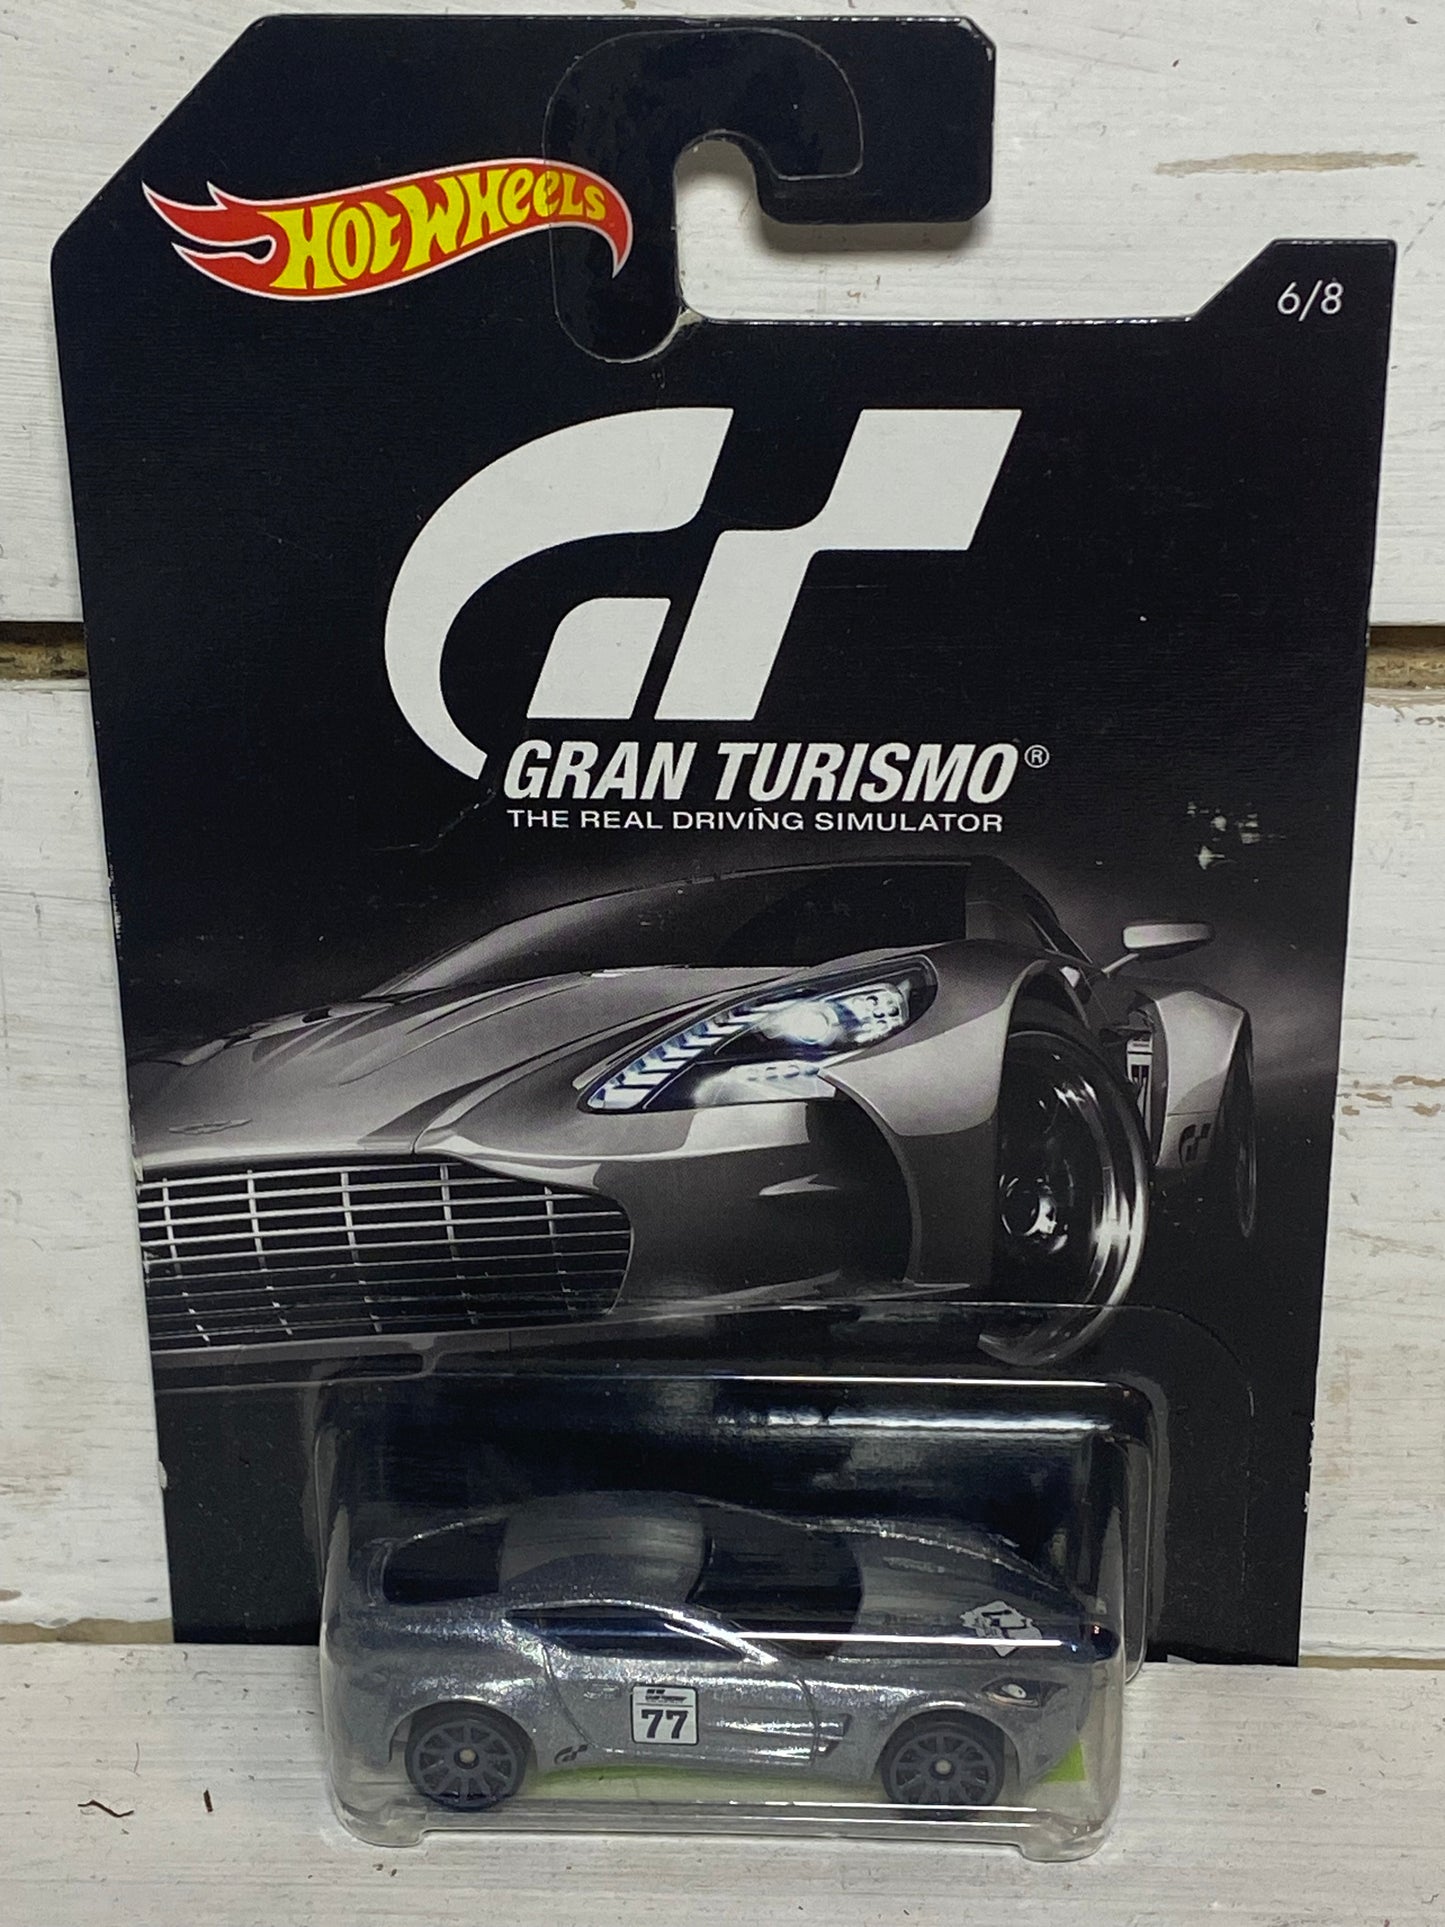 HOT WHEELS
6/8
GRAN TURISMO®
THE REAL DRIVING SIMULATOR
77